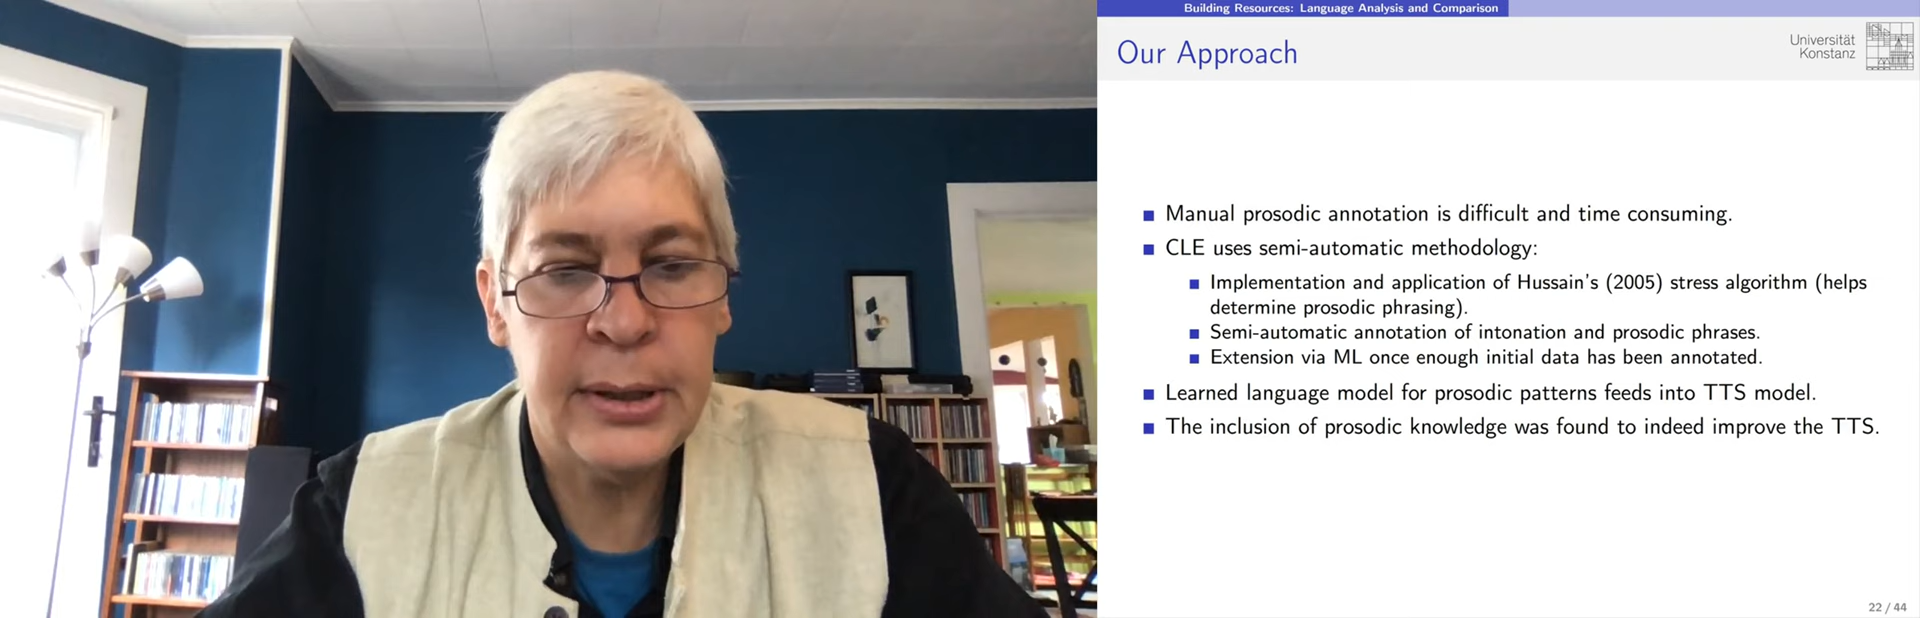 Building Resources: Language Analysis and Comparison
Our Approach
Universität
Konstanz
Manual prosodic annotation is difficult and time consuming.
CLE uses semi-automatic methodology:
Implementation and application of Hussain's (2005) stress algorithm (helps
determine prosodic phrasing).
Semi-automatic annotation of intonation and prosodic phrases.
Extension via ML once enough initial data has been annotated.
Learned language model for prosodic patterns feeds into TTS model.
The inclusion of prosodic knowledge was found to indeed improve the TTS.
22 / 44